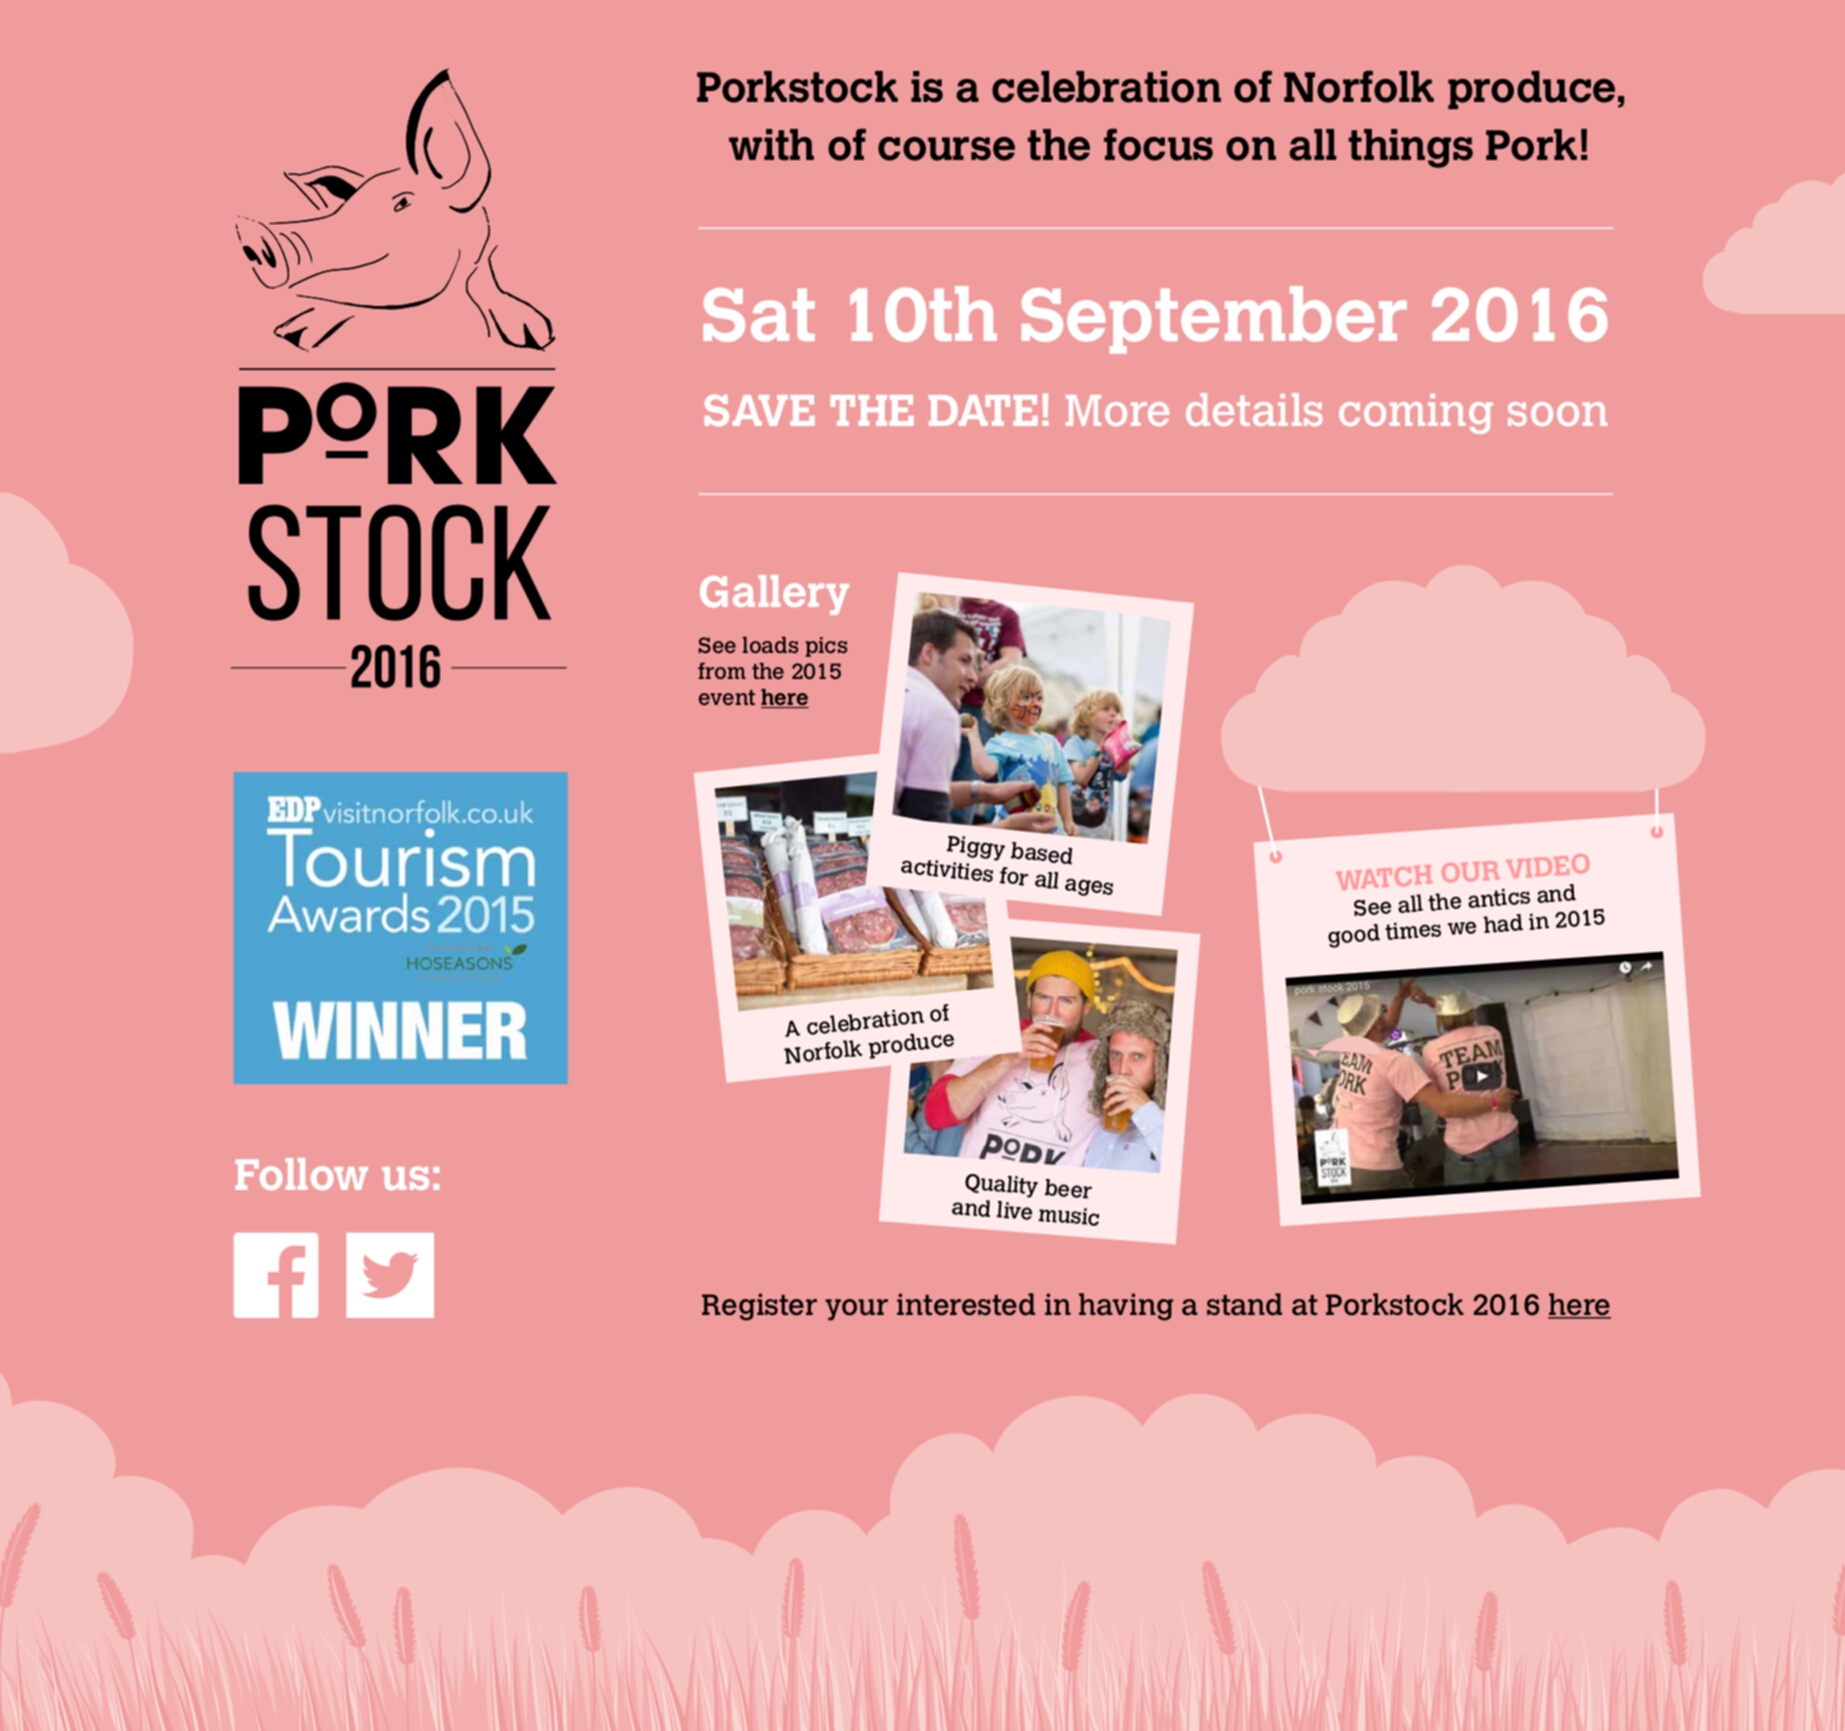 Porkstock is a celebration of Norfolk produce,
with of course the focus on all things Pork!
PORK
STOCK
2016
Sat 10th September 2016
SAVE THE DATE! More details coming soon
EDP visitnorfolk.co.uk
Tourism
Awards 2015
HOSEASONS
WINNER
Follow us:
Gallery
See loads pics
from the 2015
event here
Piggy based
activities for all ages
A celebration of
Norfolk produce
PORK
Quality beer
and live music
WATCH OUR VIDEO
See all the antics and
good times we had in 2015
pork stock 2015
EAM
ORK
TEAM
PORK
STOCK
Register your interested in having a stand at Porkstock 2016 here